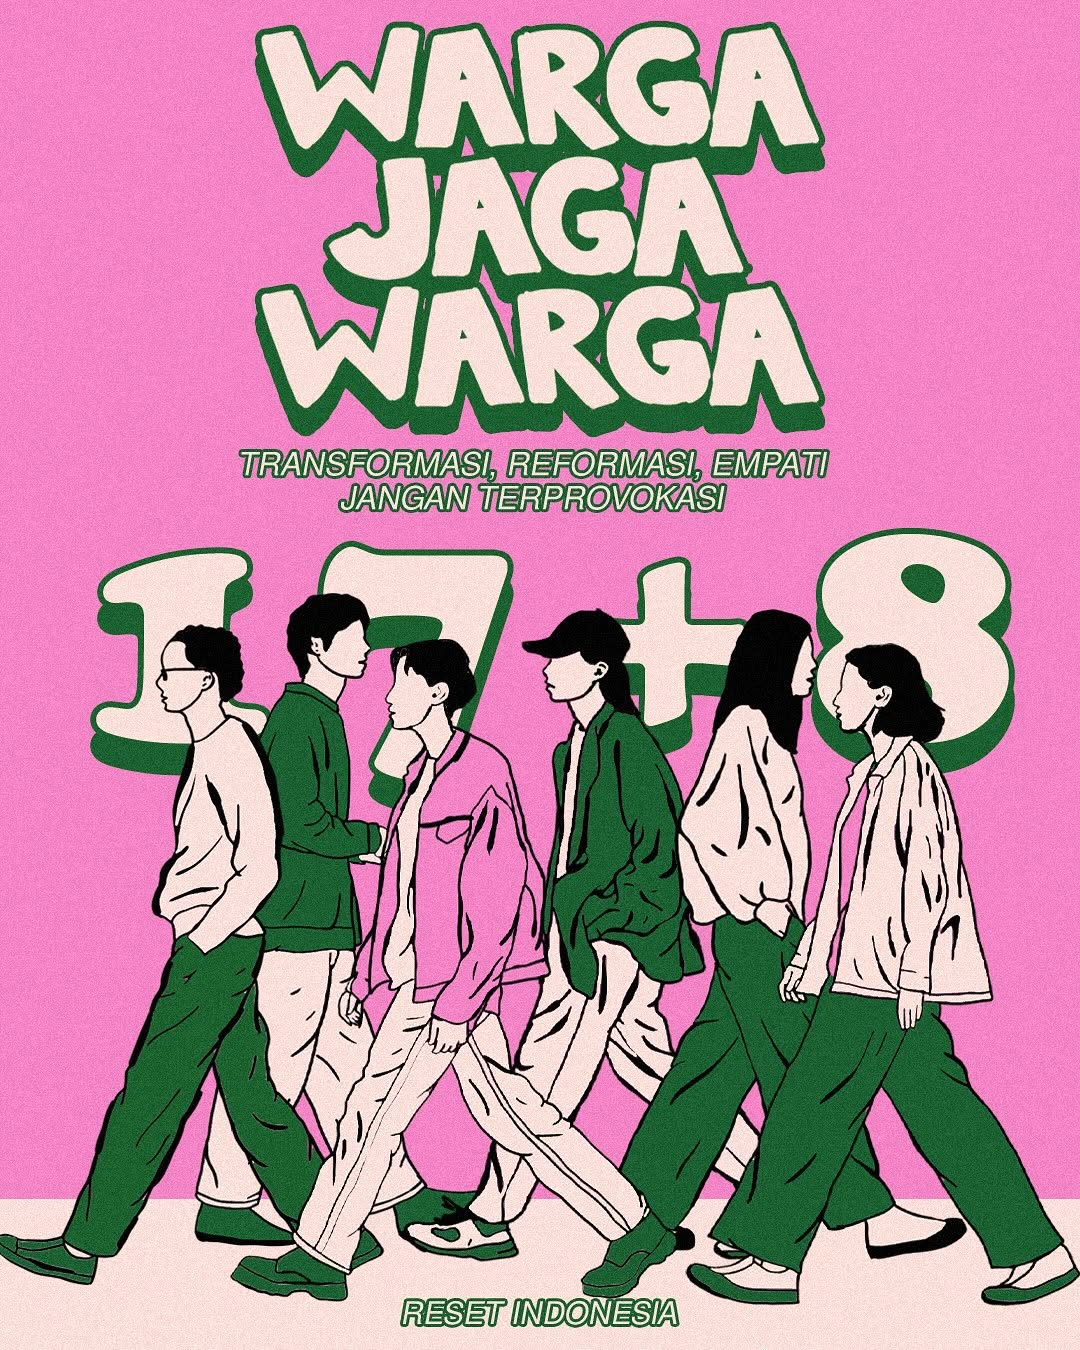 WARGA
JAGA
WARGA
TRANSFORMASI, REFORMASI, EMPATI
JANGAN TERPROVOKASI
17+8
RESET INDONESIA